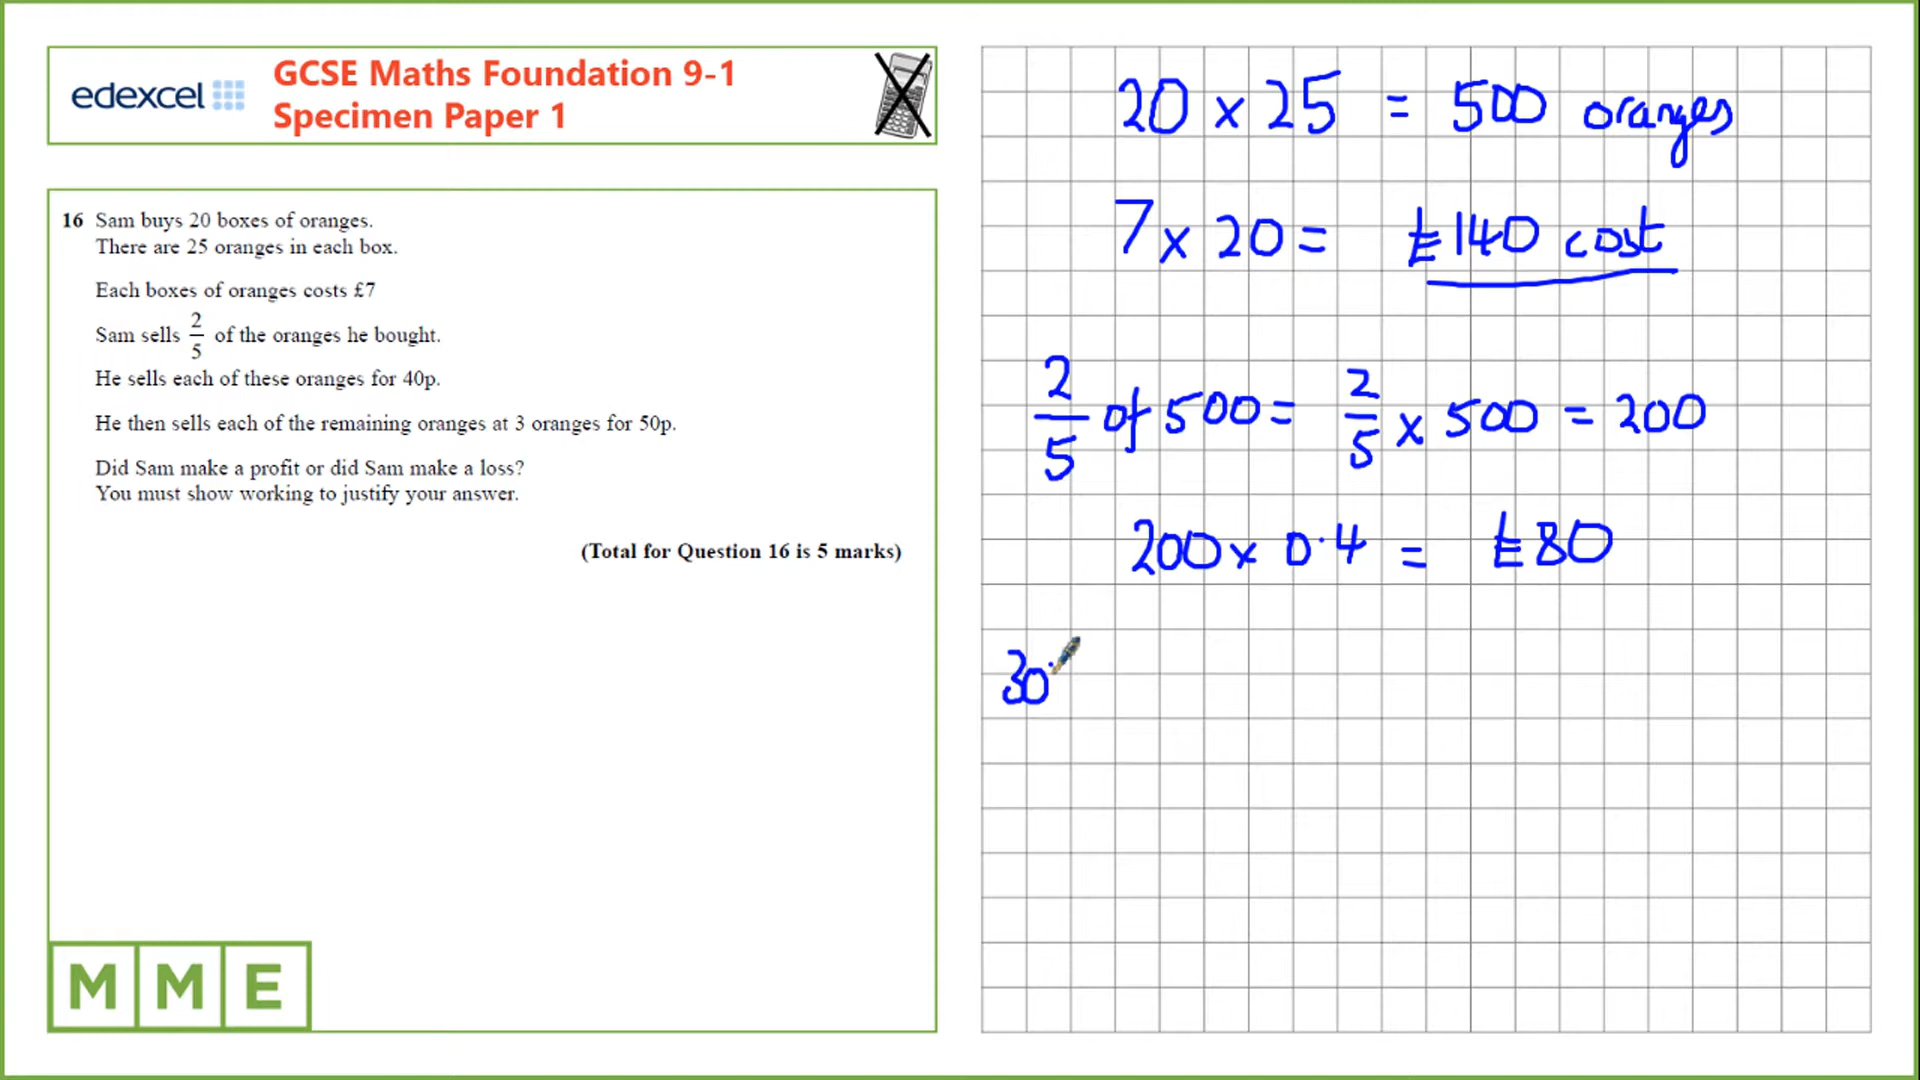 edexcel
GCSE Maths Foundation 9-1
Specimen Paper 1
16 Sam buys 20 boxes of oranges.
There are 25 oranges in each box.
Each boxes of oranges costs £7
Sam sells 2/5 of the oranges he bought.
He sells each of these oranges for 40p.
He then sells each of the remaining oranges at 3 oranges for 50p.
Did Sam make a profit or did Sam make a loss?
You must show working to justify your answer.
(Total for Question 16 is 5 marks)
MME
20 x 25 = 500 oranges
7 x 20 = £140 cost
2/5 of 500 = 2/5 x 500 = 200
200 x 0.4 = £80
30